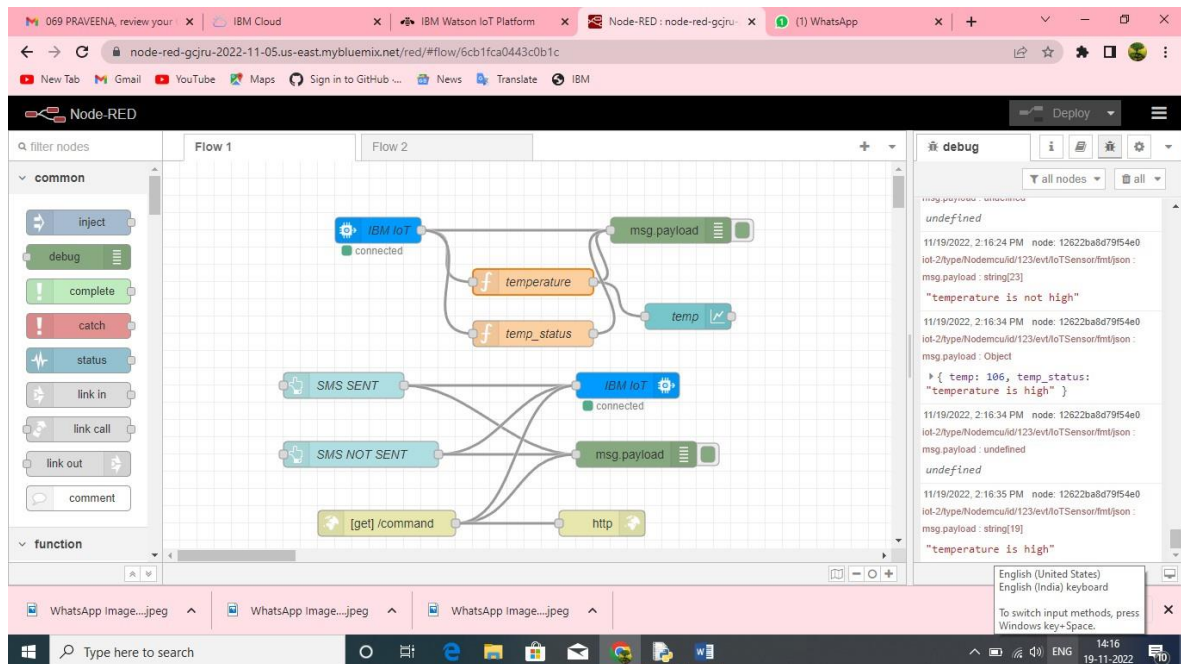 069 PRAVEENA, review your
IBM Cloud
IBM Watson IoT Platform
Node-RED : node-red-gcjru-
(1) WhatsApp
node-red-gcjru-2022-11-05.us-east.mybluemix.net/red/#flow/6cb1fca0443c0b1c
New Tab Gmail YouTube Maps Sign in to GitHub ·... News Translate IBM
Node-RED
Deploy
filter nodes
Flow 1
Flow 2
debug
i
common
all nodes
all
inject
debug
complete
catch
status
link in
link call
link out
comment
function
IBM IoT
connected
msg.payload
temperature
temp
temp_status
SMS SENT
IBM IoT
connected
SMS NOT SENT
msg.payload
[get] /command
http
undefined
11/19/2022, 2:16:24 PM node: 12622ba8d79f54e0
iot-2/type/Nodemcu/id/123/evt/IoTSensor/fmt/json :
msg.payload : string[23]
"temperature is not high"
11/19/2022, 2:16:34 PM node: 12622ba8d79f54e0
iot-2/type/Nodemcu/id/123/evt/IoTSensor/fmt/json :
msg.payload : Object
{ temp: 106, temp_status:
"temperature is high" }
11/19/2022, 2:16:34 PM node: 12622ba8d79f54e0
iot-2/type/Nodemcu/id/123/evt/IoTSensor/fmt/json :
msg.payload : undefined
undefined
11/19/2022, 2:16:35 PM node: 12622ba8d79f54e0
iot-2/type/Nodemcu/id/123/evt/IoTSensor/fmt/json :
msg.payload : string[19]
"temperature is high"
English (United States)
English (India) keyboard
To switch input methods, press
Windows key+Space.
WhatsApp Image....jpeg
WhatsApp Image....jpeg
WhatsApp Image....jpeg
Type here to search
ENG
14:16
19-11-2022